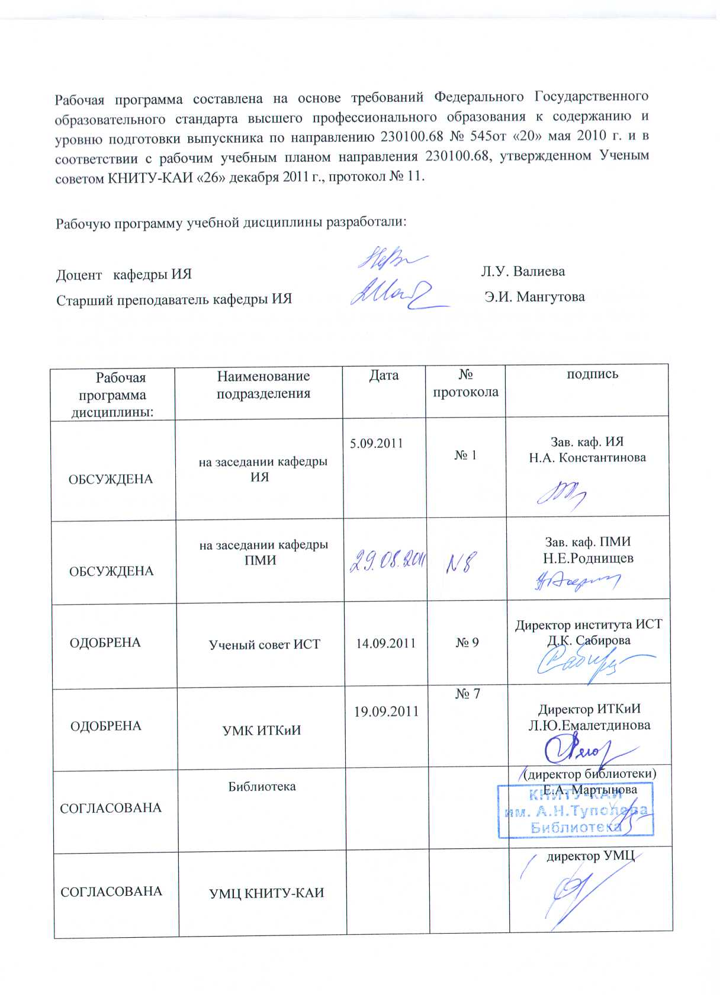 Рабочая программа составлена на основе требований Федерального Государственного
образовательного стандарта высшего профессионального образования к содержанию и
уровню подготовки выпускника по направлению 230100.68 № 545от «20» мая 2010 г. и в
соответствии с рабочим учебным планом направления 230100.68, утвержденном Ученым
советом КНИТУ-КАИ «26» декабря 2011 г., протокол № 11.
Рабочую программу учебной дисциплины разработали:
Доцент кафедры ИЯ Л.У. Валиева
Старший преподаватель кафедры ИЯ Э.И. Мангутова
Рабочая
программа
дисциплины:
Наименование
подразделения
Дата
№
протокола
подпись
ОБСУЖДЕНА
на заседании кафедры
ИЯ
5.09.2011
№ 1
Зав. каф. ИЯ
Н.А. Константинова
ОБСУЖДЕНА
на заседании кафедры
ПМИ
29.08.2011
N8
Зав. каф. ПМИ
Н.Е.Роднищев
ОДОБРЕНА
Ученый совет ИСТ
14.09.2011
№ 9
Директор института ИСТ
Д.К. Сабирова
ОДОБРЕНА
УМК ИТКиИ
19.09.2011
№ 7
Директор ИТКиИ
Л.Ю.Емалетдинова
СОГЛАСОВАНА
Библиотека
(директор библиотеки)
Е.А. Мартынова
КНИТУ-КАИ
им. А.Н.Туполева
Библиотека
СОГЛАСОВАНА
УМЦ КНИТУ-КАИ
директор УМЦ